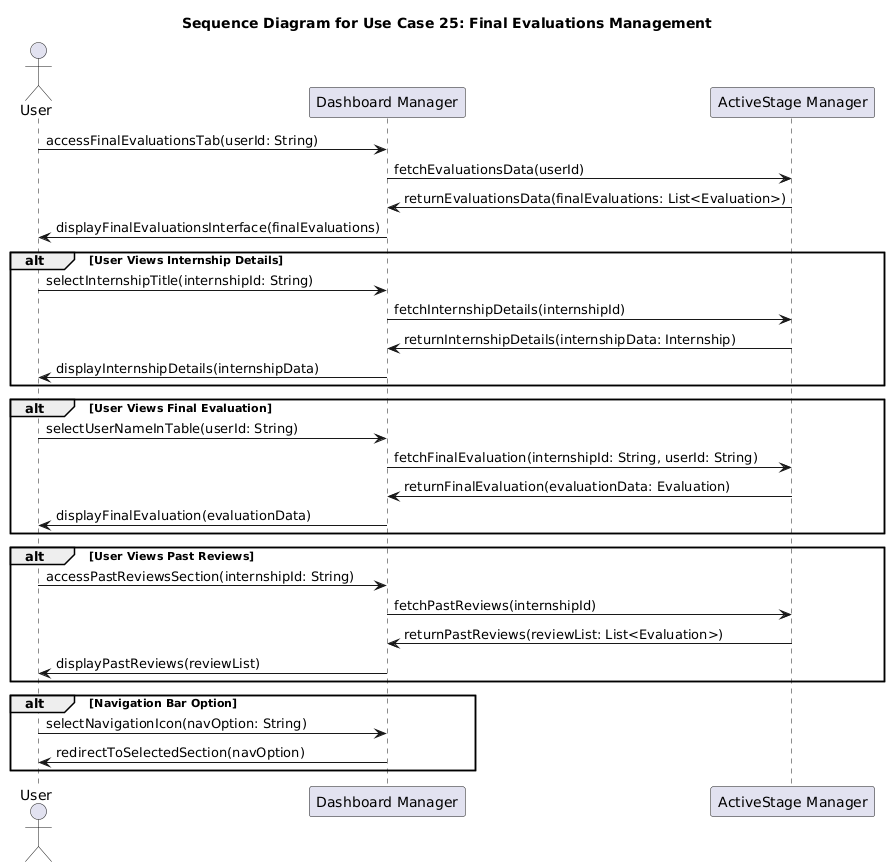 Sequence Diagram for Use Case 25: Final Evaluations Management
User
Dashboard Manager
ActiveStage Manager
accessFinalEvaluationsTab(userId: String)
fetchEvaluationsData(userId)
returnEvaluationsData(finalEvaluations: List<Evaluation>)
displayFinalEvaluationsInterface(finalEvaluations)
alt [User Views Internship Details]
selectInternshipTitle(internshipId: String)
fetchInternshipDetails(internshipId)
returnInternshipDetails(internshipData: Internship)
displayInternshipDetails(internshipData)
alt [User Views Final Evaluation]
selectUserNameInTable(userId: String)
fetchFinalEvaluation(internshipId: String, userId: String)
returnFinalEvaluation(evaluationData: Evaluation)
displayFinalEvaluation(evaluationData)
alt [User Views Past Reviews]
accessPastReviewsSection(internshipId: String)
fetchPastReviews(internshipId)
returnPastReviews(reviewList: List<Evaluation>)
displayPastReviews(reviewList)
alt [Navigation Bar Option]
selectNavigationIcon(navOption: String)
redirectToSelectedSection(navOption)
User
Dashboard Manager
ActiveStage Manager